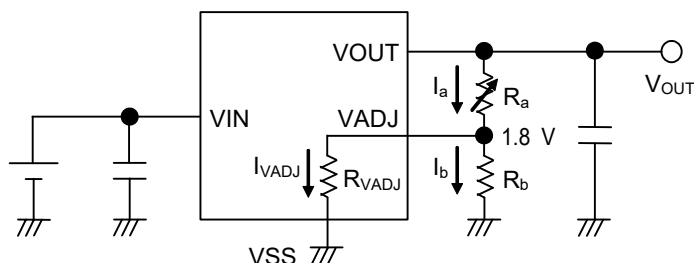 VOUT
Ia
Ra
VOUT
VIN
VADJ
1.8 V
IVADJ
RVADJ
Ib
Rb
VSS